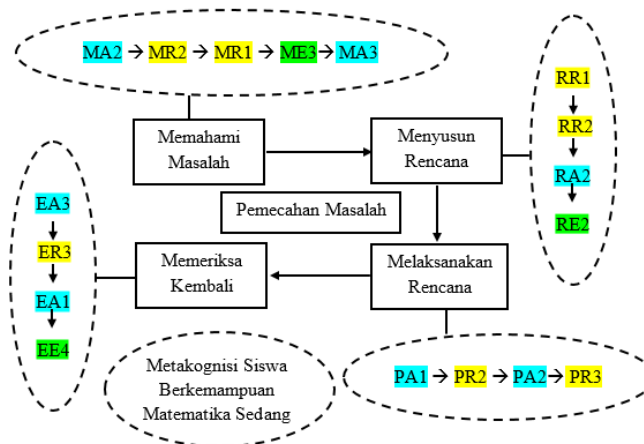 MA2 → MR2 → MR1 → ME3 → MA3
Memahami
Masalah
Menyusun
Rencana
RR1
RR2
RA2
RE2
Pemecahan Masalah
EA3
ER3
EA1
EE4
Memeriksa
Kembali
Melaksanakan
Rencana
Metakognisi Siswa
Berkemampuan
Matematika Sedang
PA1 → PR2 → PA2 → PR3